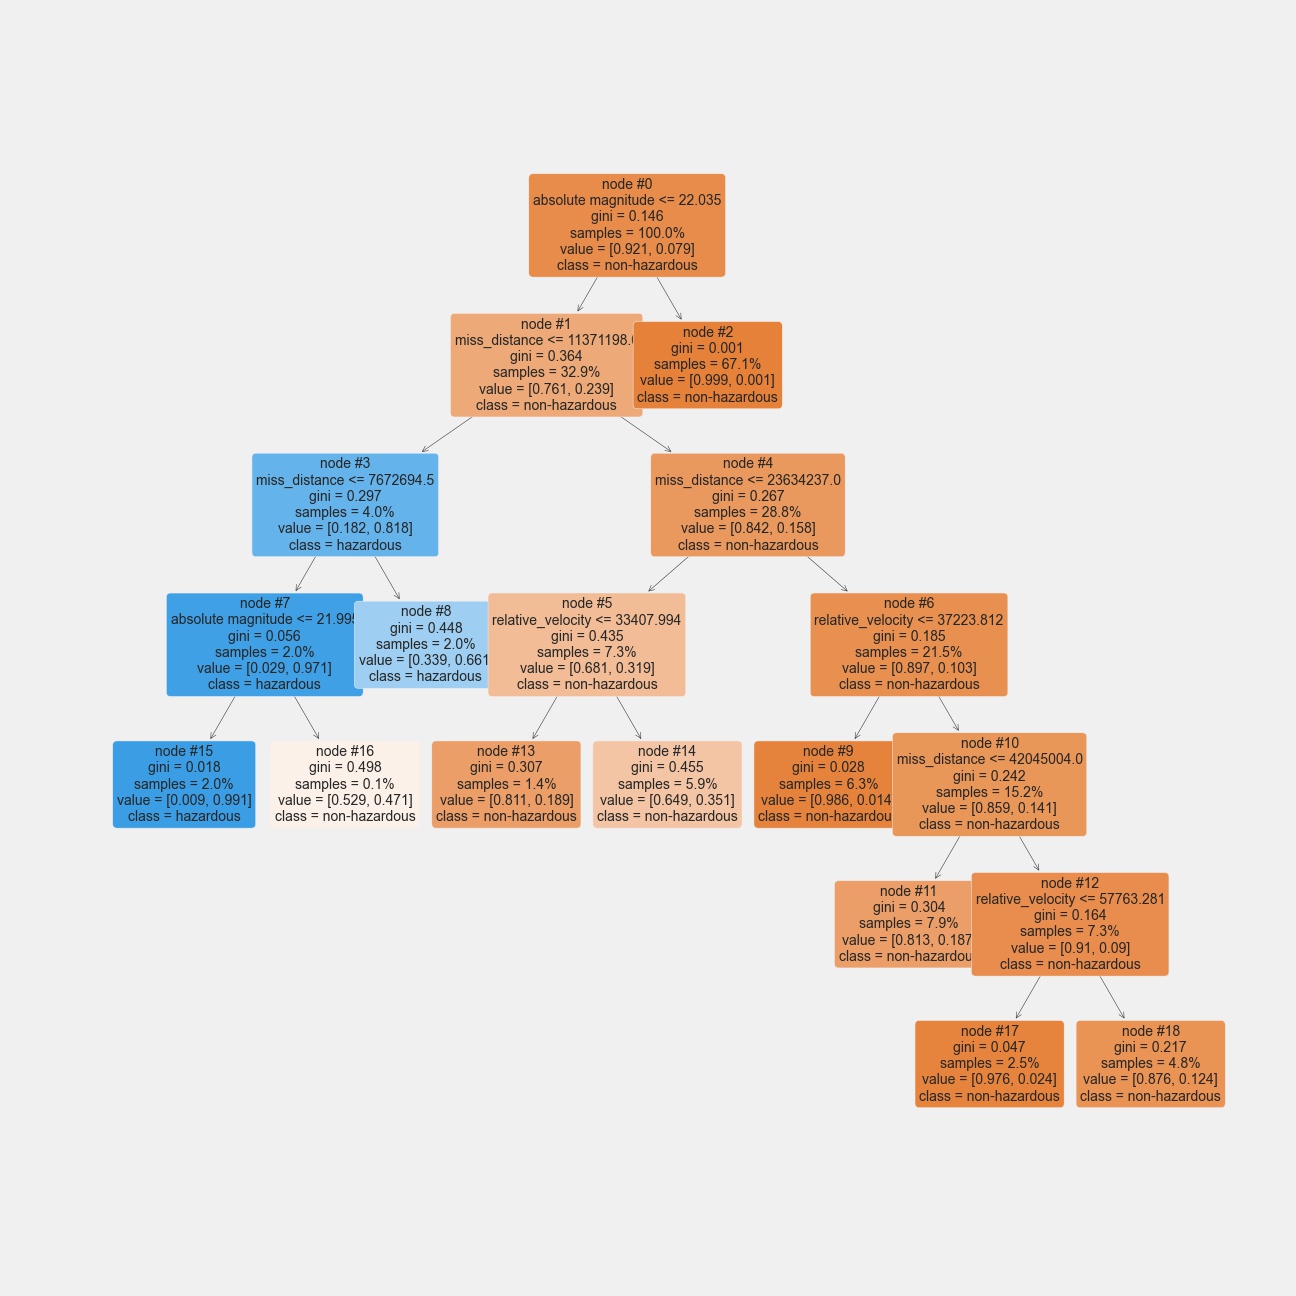 node #0
absolute magnitude <= 22.035
gini = 0.146
samples = 100.0%
value = [0.921, 0.079]
class = non-hazardous
node #1
miss_distance <= 11371198.
gini = 0.364
samples = 32.9%
value = [0.761, 0.239]
class = non-hazardous
node #2
gini = 0.001
samples = 67.1%
value = [0.999, 0.001]
class = non-hazardous
node #3
miss_distance <= 7672694.5
gini = 0.297
samples = 4.0%
value = [0.182, 0.818]
class = hazardous
node #4
miss_distance <= 23634237.0
gini = 0.267
samples = 28.8%
value = [0.842, 0.158]
class = non-hazardous
node #7
absolute magnitude <= 21.995
gini = 0.056
samples = 2.0%
value = [0.029, 0.971]
class = hazardous
node #8
gini = 0.448
samples = 2.0%
value = [0.339, 0.661
class = hazardous
node #5
relative_velocity <= 33407.994
gini = 0.435
samples = 7.3%
value = [0.681, 0.319]
class = non-hazardous
node #6
relative_velocity <= 37223.812
gini = 0.185
samples = 21.5%
value = [0.897, 0.103]
class = non-hazardous
node #15
gini = 0.018
samples = 2.0%
value = [0.009, 0.991]
class = hazardous
node #16
gini = 0.498
samples = 0.1%
value = [0.529, 0.471]
class = non-hazardous
node #13
gini = 0.307
samples = 1.4%
value = [0.811, 0.189]
class = non-hazardous
node #14
gini = 0.455
samples = 5.9%
value = [0.649, 0.351]
class = non-hazardous
node #9
gini = 0.028
samples = 6.3%
value = [0.986, 0.014
class = non-hazardou
node #10
miss_distance <= 42045004.0
gini = 0.242
samples = 15.2%
value = [0.859, 0.141]
class = non-hazardous
node #11
gini = 0.304
samples = 7.9%
value = [0.813, 0.187
class = non-hazardou
node #12
relative_velocity <= 57763.281
gini = 0.164
samples = 7.3%
value = [0.91, 0.09]
class = non-hazardous
node #17
gini = 0.047
samples = 2.5%
value = [0.976, 0.024]
class = non-hazardous
node #18
gini = 0.217
samples = 4.8%
value = [0.876, 0.124]
class = non-hazardous